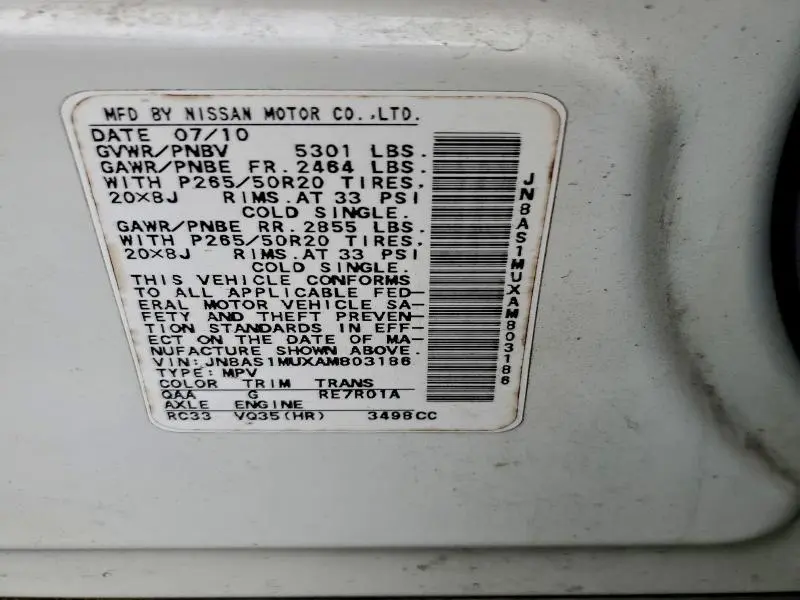 MFD BY NISSAN MOTOR CO.,LTD.
DATE 07/10
GVWR/PNBV 5301 LBS.
GAWR/PNBE FR. 2464 LBS.
WITH P265/50R20 TIRES,
20×8J RIMS.AT 33 PSI
COLD SINGLE.
GAWR/PNBE RR. 2855 LBS.
WITH P265/50R20 TIRES,
20×8J RIMS.AT 33 PSI
COLD SINGLE.
THIS VEHICLE CONFORMS
TO ALL APPLICABLE FED-
ERAL MOTOR VEHICLE SA-
FETY AND THEFT PREVEN-
TION STANDARDS IN EFF-
ECT ON THE DATE OF MA-
NUFACTURE SHOWN ABOVE.
VIN:JN8AS1MUXAM803186
TYPE:MPV
COLOR TRIM TRANS
QAA G RE7R01A
AXLE ENGINE
RC33 VQ35(HR) 3498CC
JN8AS1MUXAM803186